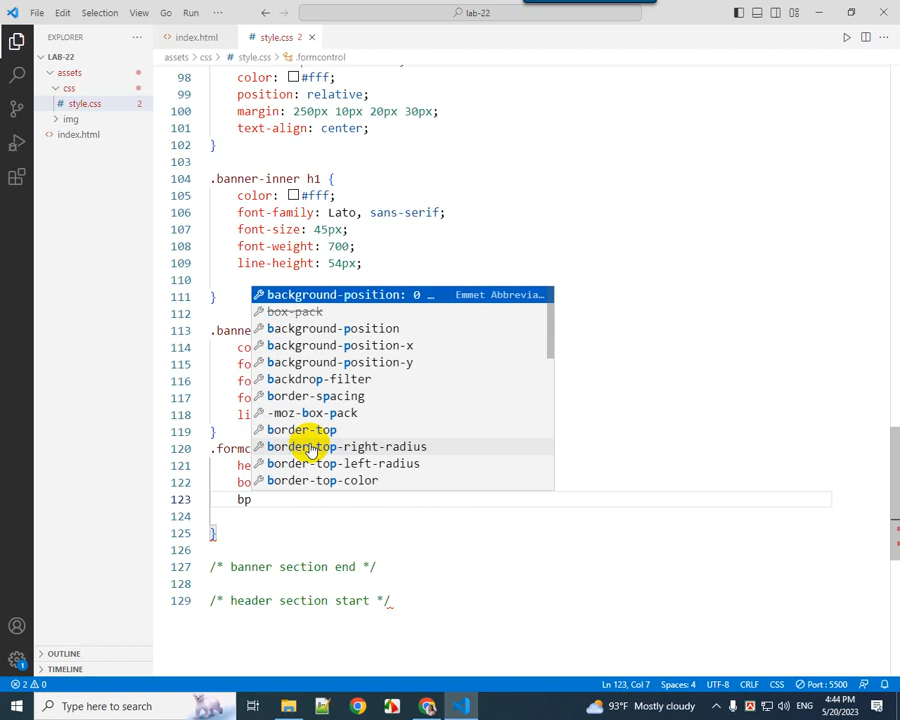 File Edit Selection View Go Run ··· lab-22
EXPLORER ··· index.html style.css 2
assets > css > style.css > .formcontrol
LAB-22
assets
css
style.css 2
img
index.html
98 color: #fff;
99 position: relative;
100 margin: 250px 10px 20px 30px;
101 text-align: center;
102 }
103
104 .banner-inner h1 {
105 color: #fff;
106 font-family: Lato, sans-serif;
107 font-size: 45px;
108 font-weight: 700;
109 line-height: 54px;
110
111 }
112
113 .banne
114 co
115 fo
116 fo
117 fo
118 li
119 }
120 .formc
121 he
122 bo
123 bp
124
125 }
126
127 /* banner section end */
128
129 /* header section start */
background-position: 0 … Emmet Abbrevia…
box-pack
background-position
background-position-x
background-position-y
backdrop-filter
border-spacing
-moz-box-pack
border-top
border-top-right-radius
border-top-left-radius
border-top-color
OUTLINE
TIMELINE
1
2 0 Ln 123, Col 7 Spaces: 4 UTF-8 CRLF CSS Port : 5500
Type here to search 93°F Mostly cloudy 4:44 PM
5/20/2023